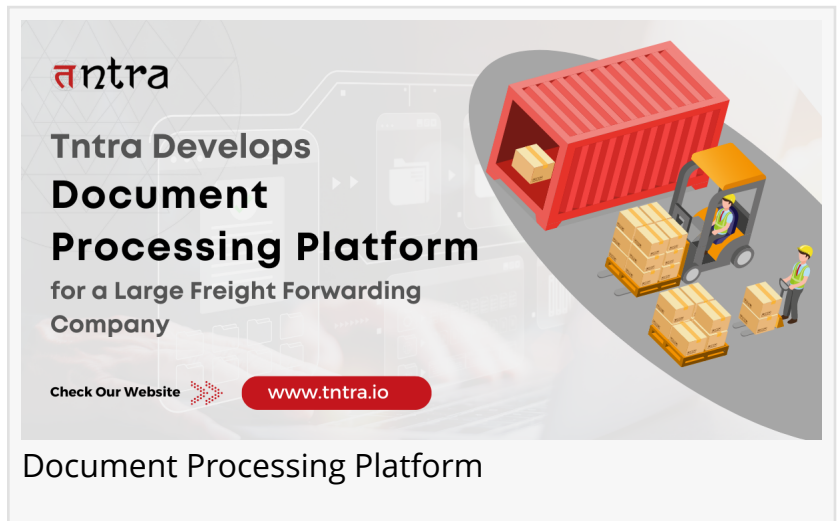 तntra
Tntra Develops
Document
Processing Platform
for a Large Freight Forwarding
Company
Check Our Website
www.tntra.io
Document Processing Platform